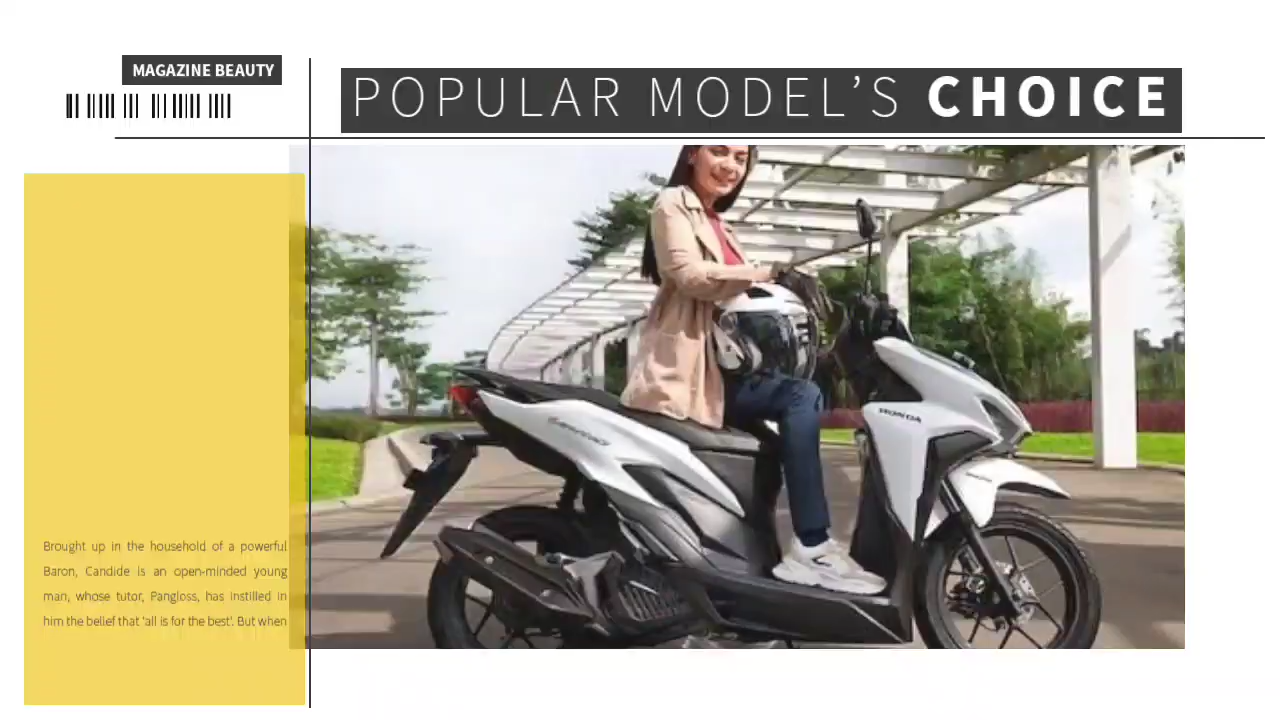 MAGAZINE BEAUTY
POPULAR MODEL’S CHOICE
HONDA
Brought up in the household of a powerful
Baron, Candide is an open-minded young
man, whose tutor, Pangloss, has instilled in
him the belief that 'all is for the best'. But when